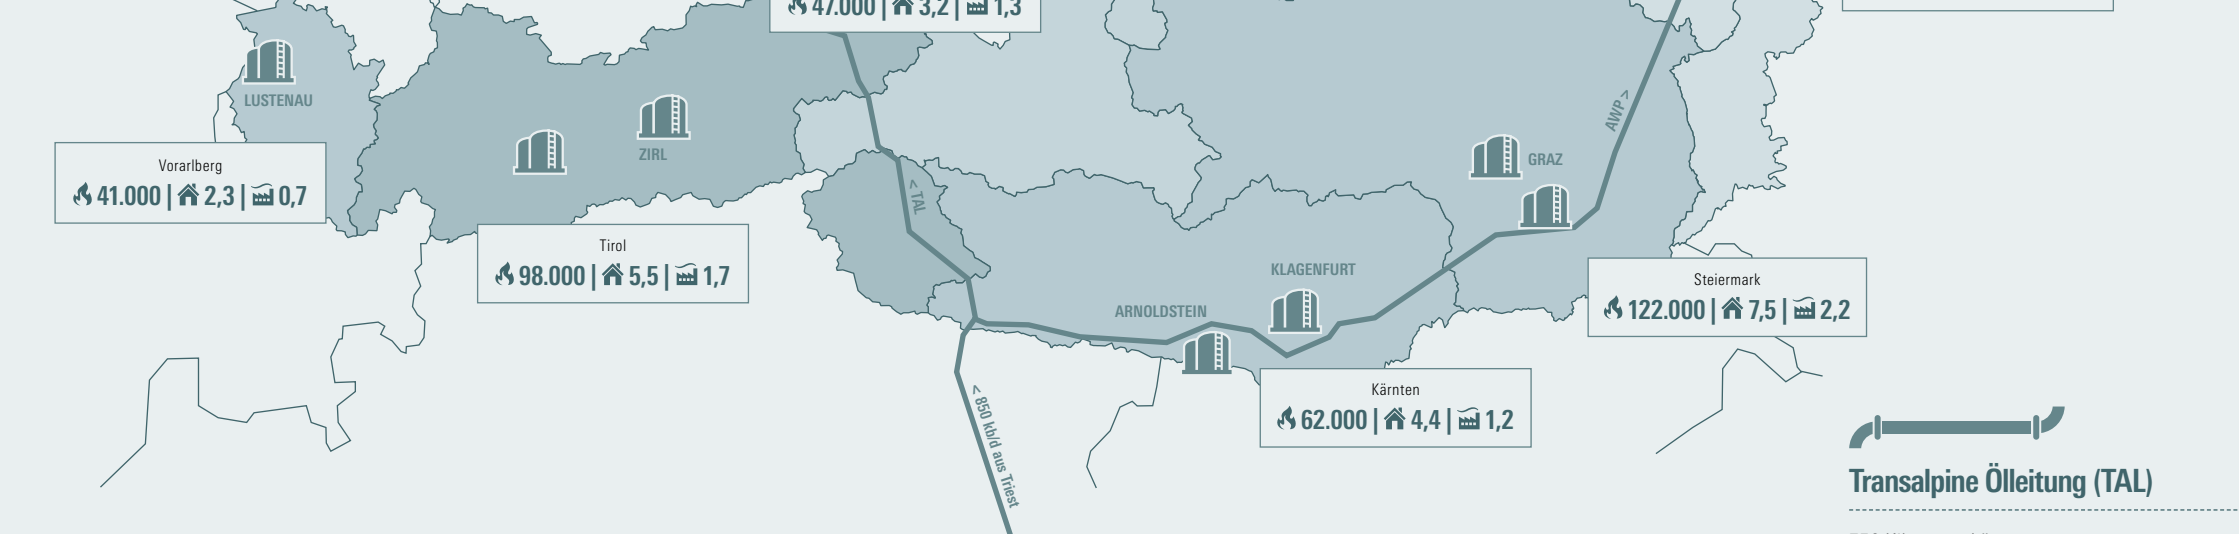 47.000 | 3,2 | 1,3
LUSTENAU
AWP >
ZIRL
GRAZ
Vorarlberg
41.000 | 2,3 | 0,7
< TAL
Tirol
98.000 | 5,5 | 1,7
KLAGENFURT
Steiermark
122.000 | 7,5 | 2,2
ARNOLDSTEIN
Kärnten
62.000 | 4,4 | 1,2
< 850 kb/d aus Triest
Transalpine Ölleitung (TAL)